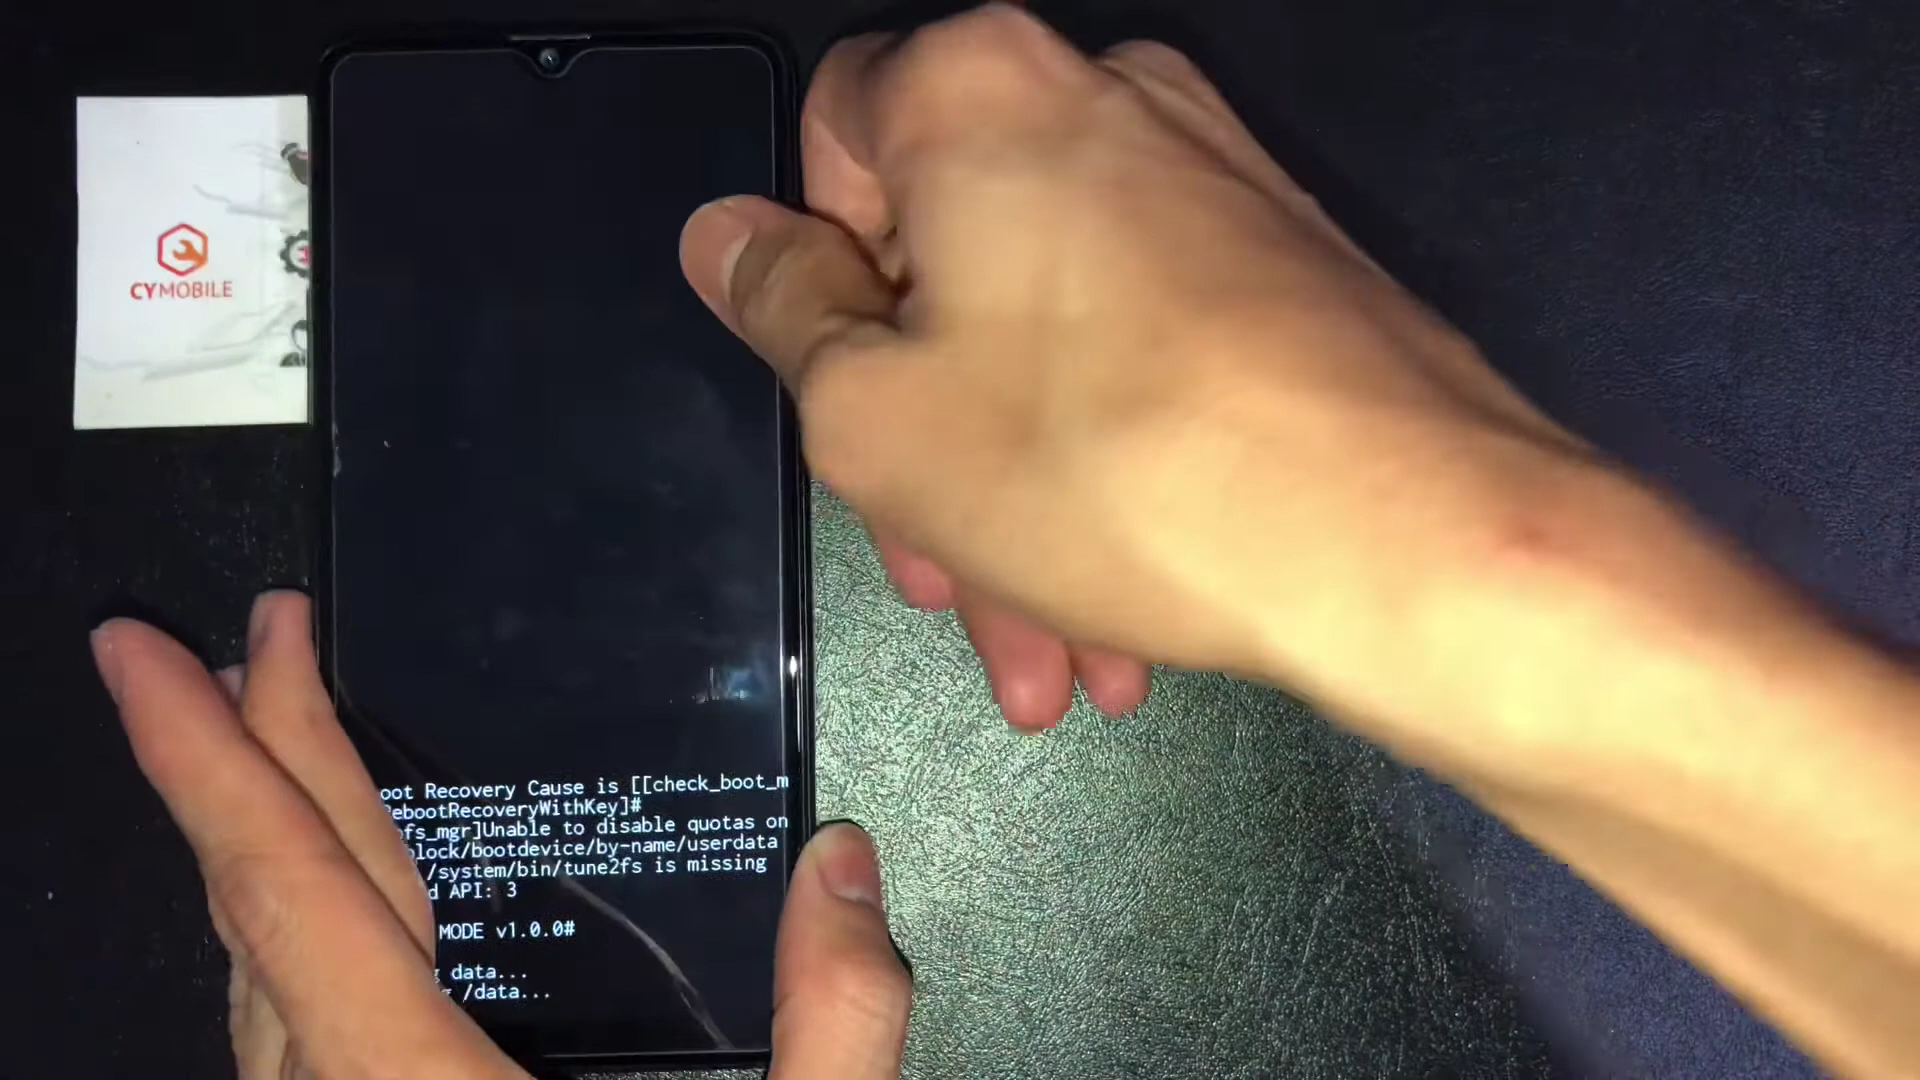 CYMOBILE
oot Recovery Cause is [[check_boot_m
RebootRecoveryWithKey]#
fs_mgr]Unable to disable quotas on
lock/bootdevice/by-name/userdata
/system/bin/tune2fs is missing
d API: 3
MODE v1.0.0#
g data...
/data...